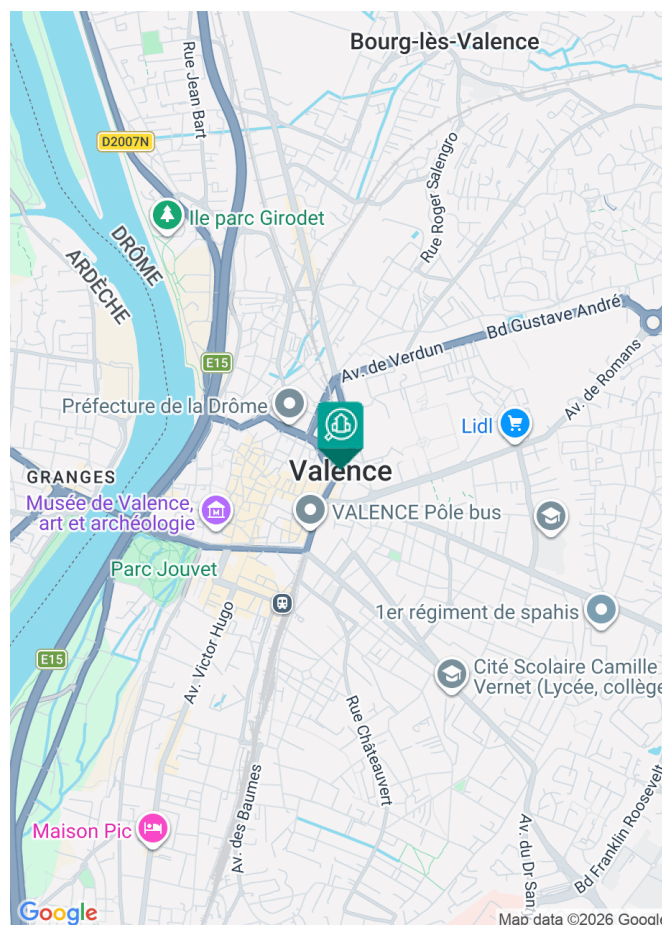 Bourg-lès-Valence
Rue Jean Bart
D2007N
Rue Roger Salengro
Ile parc Girodet
DRÔME
ARDÈCHE
Bd Gustave André
Av. de Verdun
E15
Av. de Romans
Préfecture de la Drôme
Lidl
Valence
GRANGES
Musée de Valence,
art et archéologie
VALENCE Pôle bus
Parc Jouvet
1er régiment de spahis
Av. Victor Hugo
E15
Cité Scolaire Camille
Vernet (Lycée, collège
Rue Châteauvert
Av. des Baumes
Maison Pic
Av. du Dr San
Bd Franklin Roosevelt
Google
Map data ©2026 Google